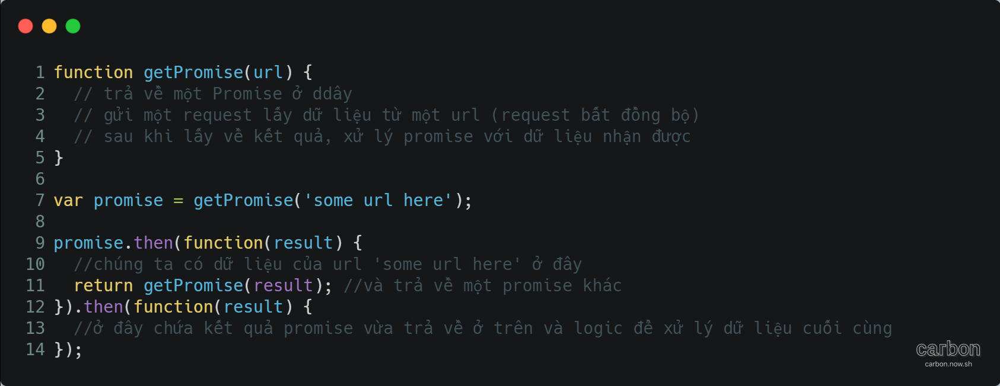 1 function getPromise(url) {
2 // trả về một Promise ở ddây
3 // gửi một request lấy dữ liệu từ một url (request bất đồng bộ)
4 // sau khi lấy về kết quả, xử lý promise với dữ liệu nhận được
5 }
6
7 var promise = getPromise('some url here');
8
9 promise.then(function(result) {
10 //chúng ta có dữ liệu của url 'some url here' ở đây
11 return getPromise(result); //và trả về một promise khác
12 }).then(function(result) {
13 //ở đây chứa kết quả promise vừa trả về ở trên và logic để xử lý dữ liệu cuối cùng
14 });
carbon
carbon.now.sh